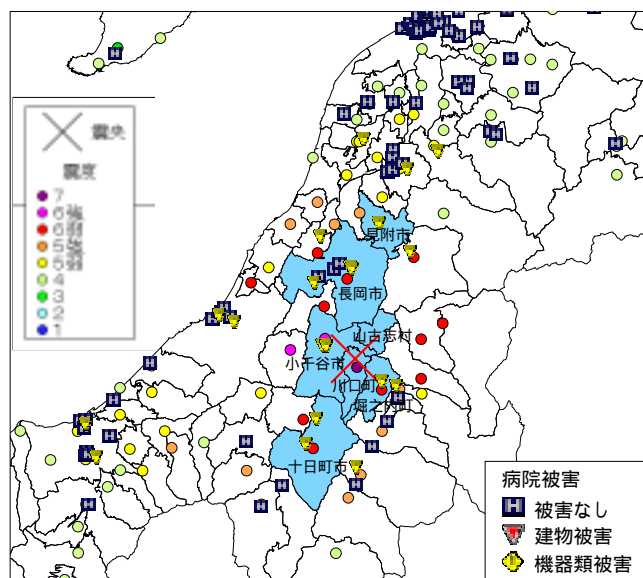 震央
震度
7
6強
6弱
5強
5弱
4
3
2
1
見附市
長岡市
山古志村
小千谷市
川口町
堀之内町
十日町市
病院被害
被害なし
建物被害
機器類被害